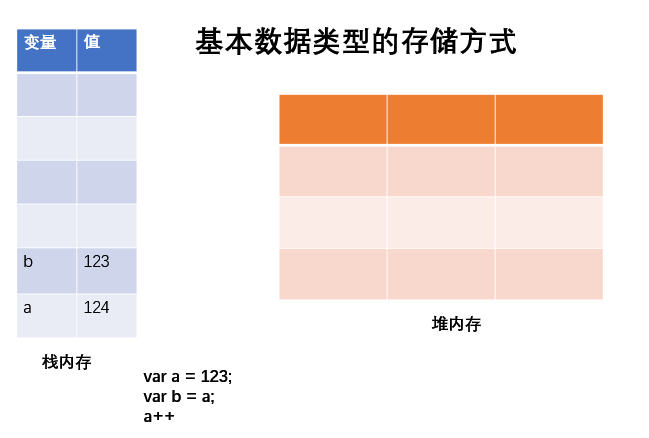 基本数据类型的存储方式
变量 值
b 123
a 124
栈内存
堆内存
var a = 123;
var b = a;
a++